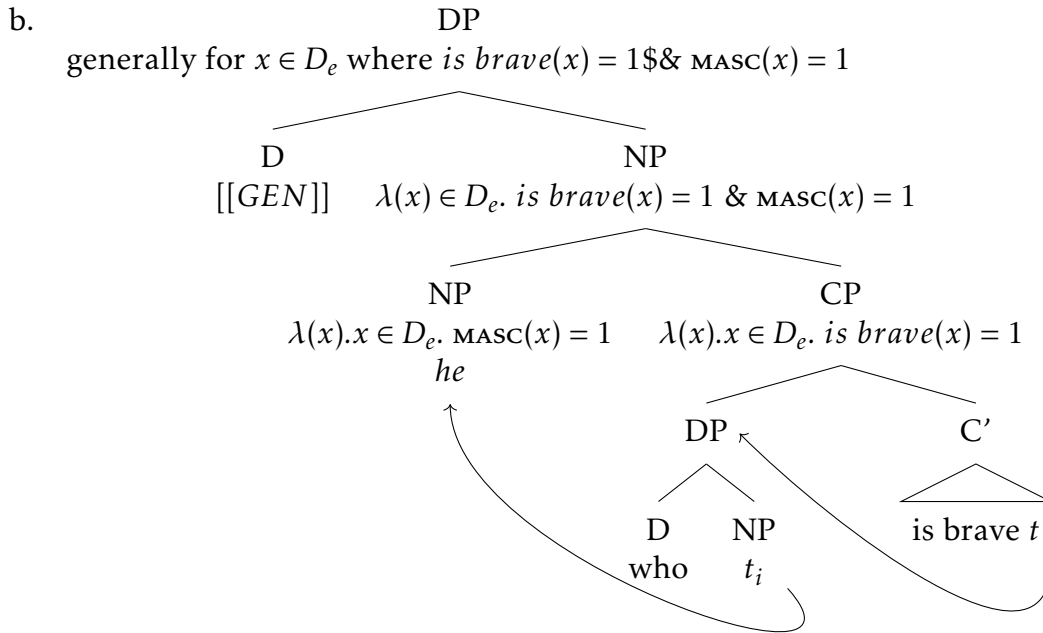 b. DP
generally for x ∈ D_e where is brave(x) = 1$& MASC(x) = 1
D NP
[[GEN]] λ(x) ∈ D_e. is brave(x) = 1 & MASC(x) = 1
NP CP
λ(x).x ∈ D_e. MASC(x) = 1 λ(x).x ∈ D_e. is brave(x) = 1
he
DP C’
D NP is brave t
who t_i